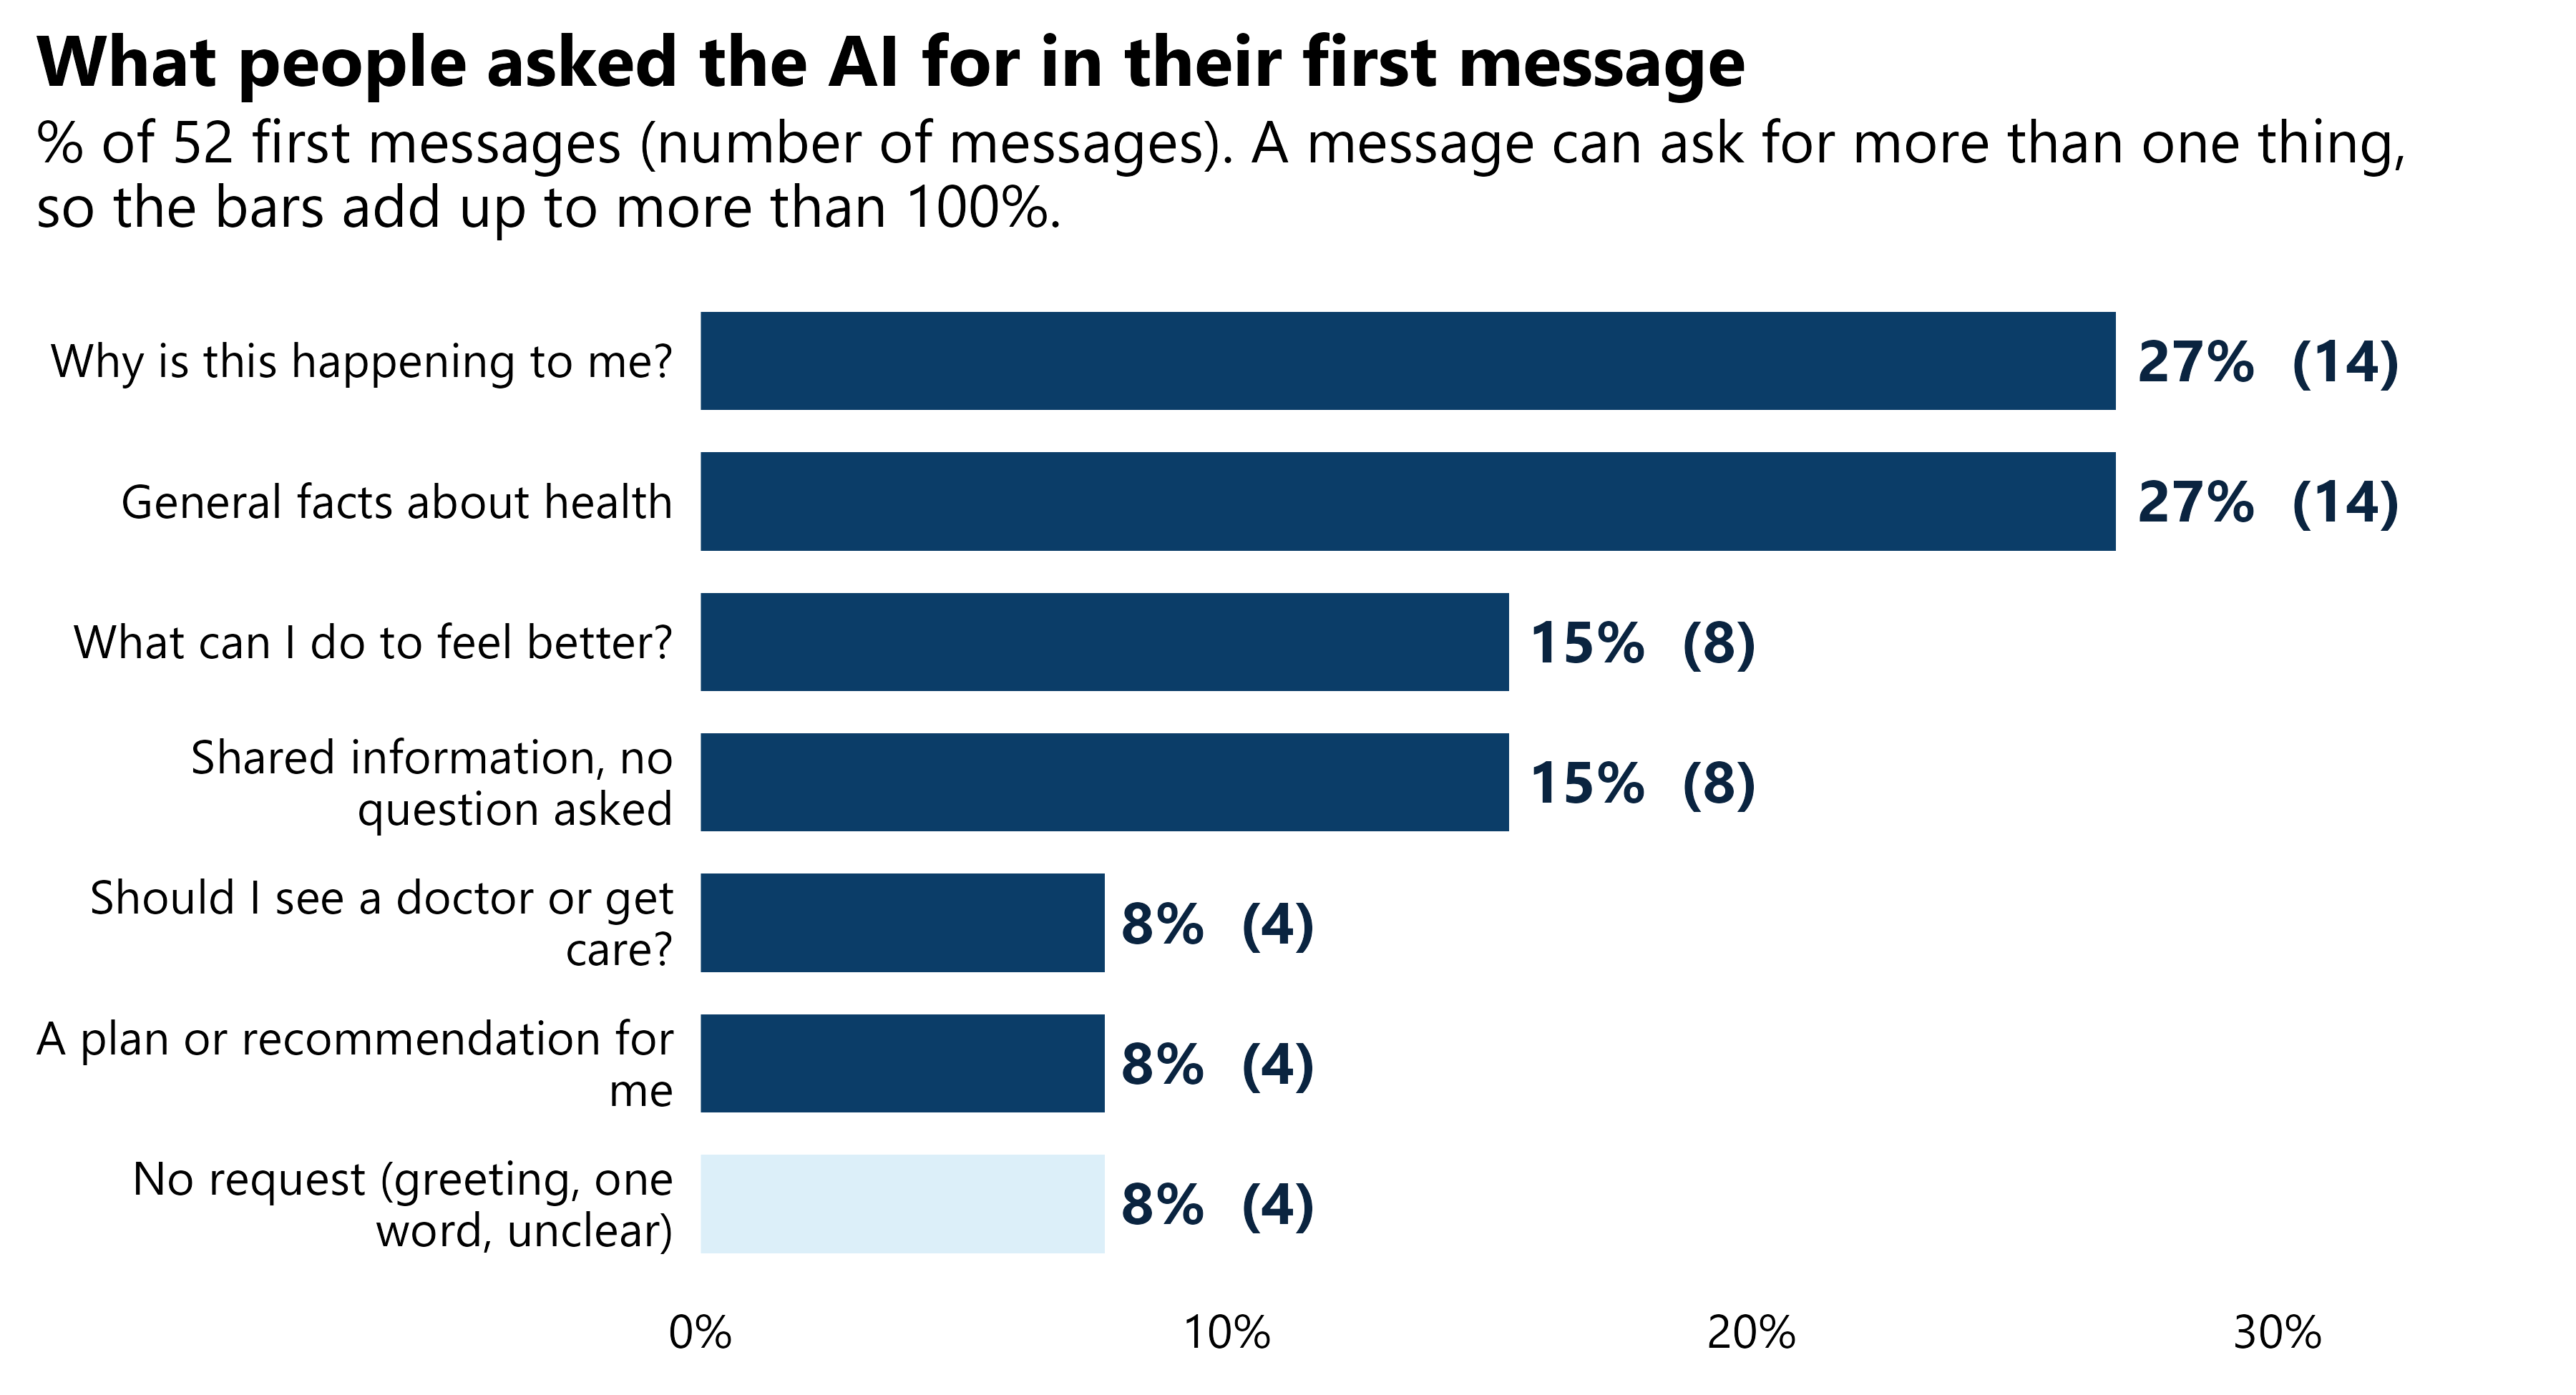 What people asked the AI for in their first message
% of 52 first messages (number of messages). A message can ask for more than one thing,
so the bars add up to more than 100%.
Why is this happening to me?
27% (14)
General facts about health
27% (14)
What can I do to feel better?
15% (8)
Shared information, no
question asked
15% (8)
Should I see a doctor or get
care?
8% (4)
A plan or recommendation for
me
8% (4)
No request (greeting, one
word, unclear)
8% (4)
0%
10%
20%
30%